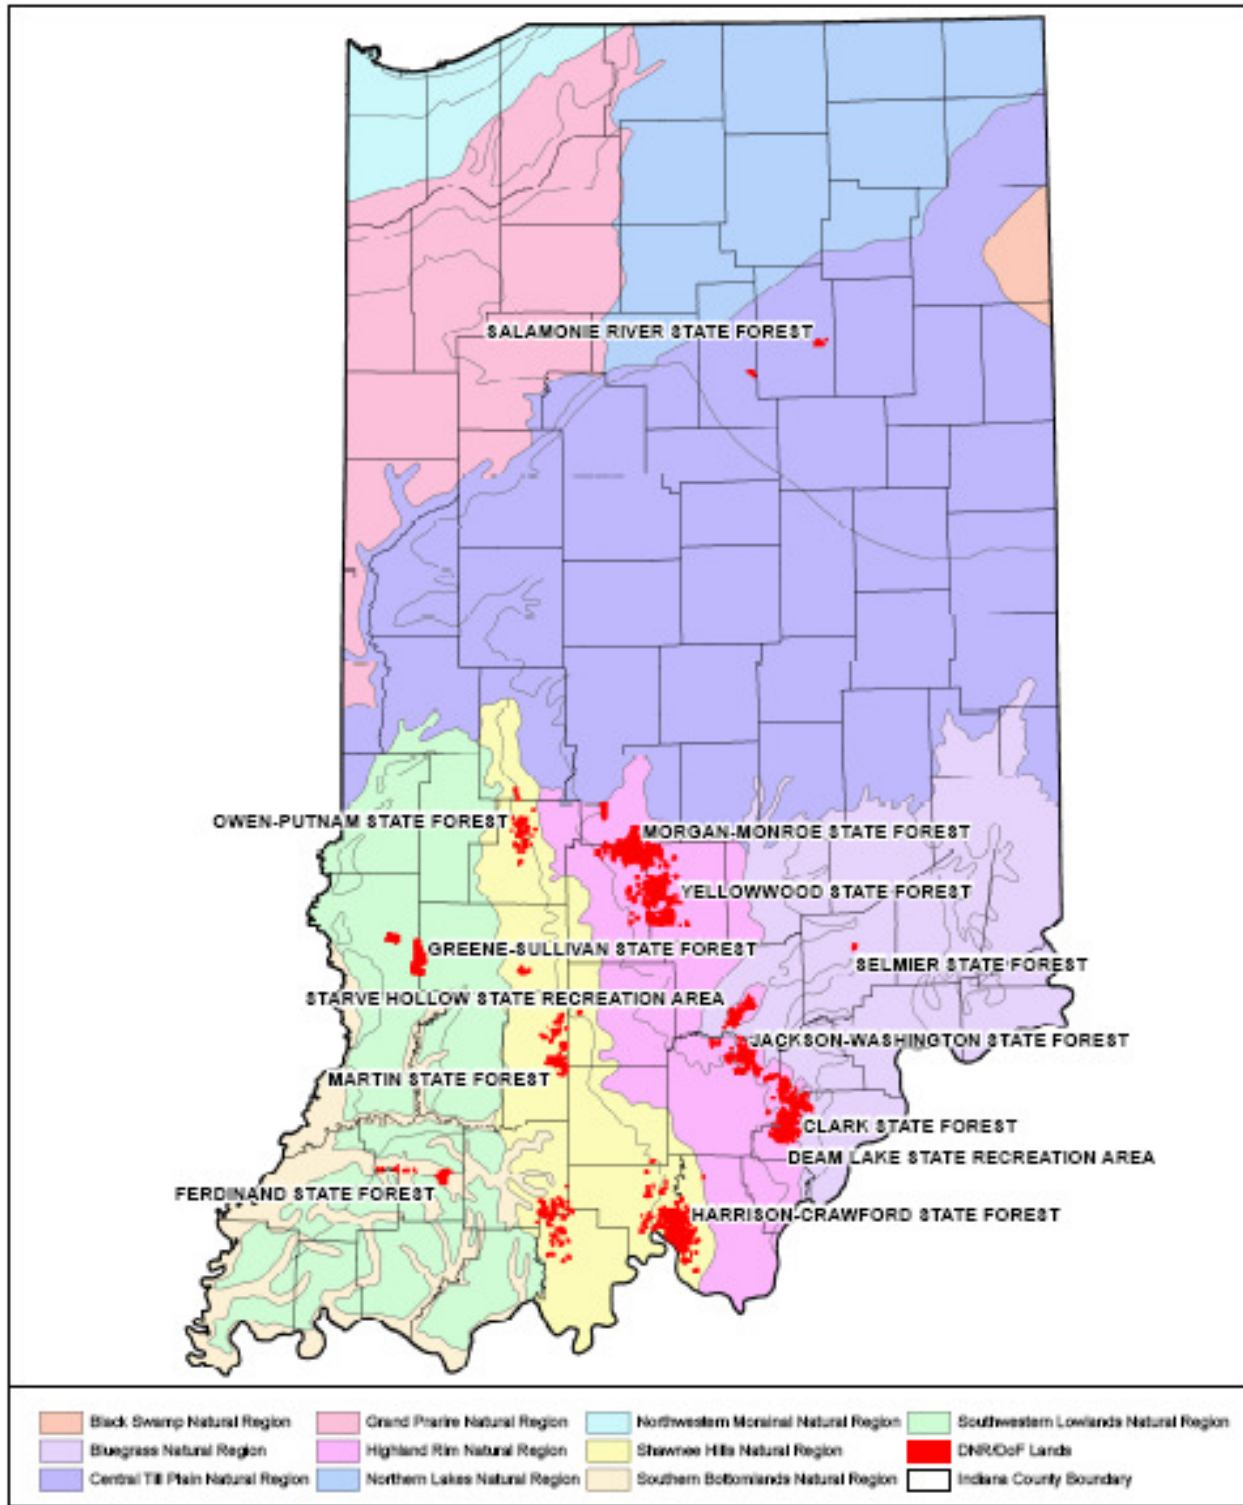 SALAMONIE RIVER STATE FOREST
OWEN-PUTNAM STATE FOREST
MORGAN-MONROE STATE FOREST
YELLOWWOOD STATE FOREST
GREENE-SULLIVAN STATE FOREST
SELMIER STATE FOREST
STARVE HOLLOW STATE RECREATION AREA
JACKSON-WASHINGTON STATE FOREST
MARTIN STATE FOREST
CLARK STATE FOREST
DEAM LAKE STATE RECREATION AREA
FERDINAND STATE FOREST
HARRISON-CRAWFORD STATE FOREST
Black Swamp Natural Region Grand Prarire Natural Region Northwestern Morainal Natural Region Southwestern Lowlands Natural Region
Bluegrass Natural Region Highland Rim Natural Region Shawnee Hills Natural Region DNR/DoF Lands
Central Till Plain Natural Region Northern Lakes Natural Region Southern Bottomlands Natural Region Indiana County Boundary